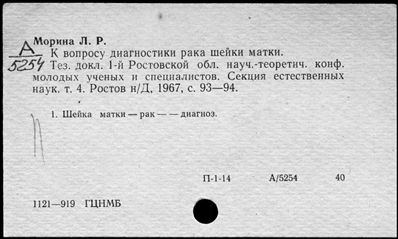 Морина Л. Р.
А
5254
К вопросу диагностики рака шейки матки.
Тез. докл. 1-й Ростовской обл. науч.-теоретич. конф.
молодых ученых и специалистов. Секция естественных
наук. т. 4. Ростов н/Д, 1967, с. 93—94.
1. Шейка матки — рак — — диагноз.
П-1-14 А/5254 40
1121—919 ГЦНМБ